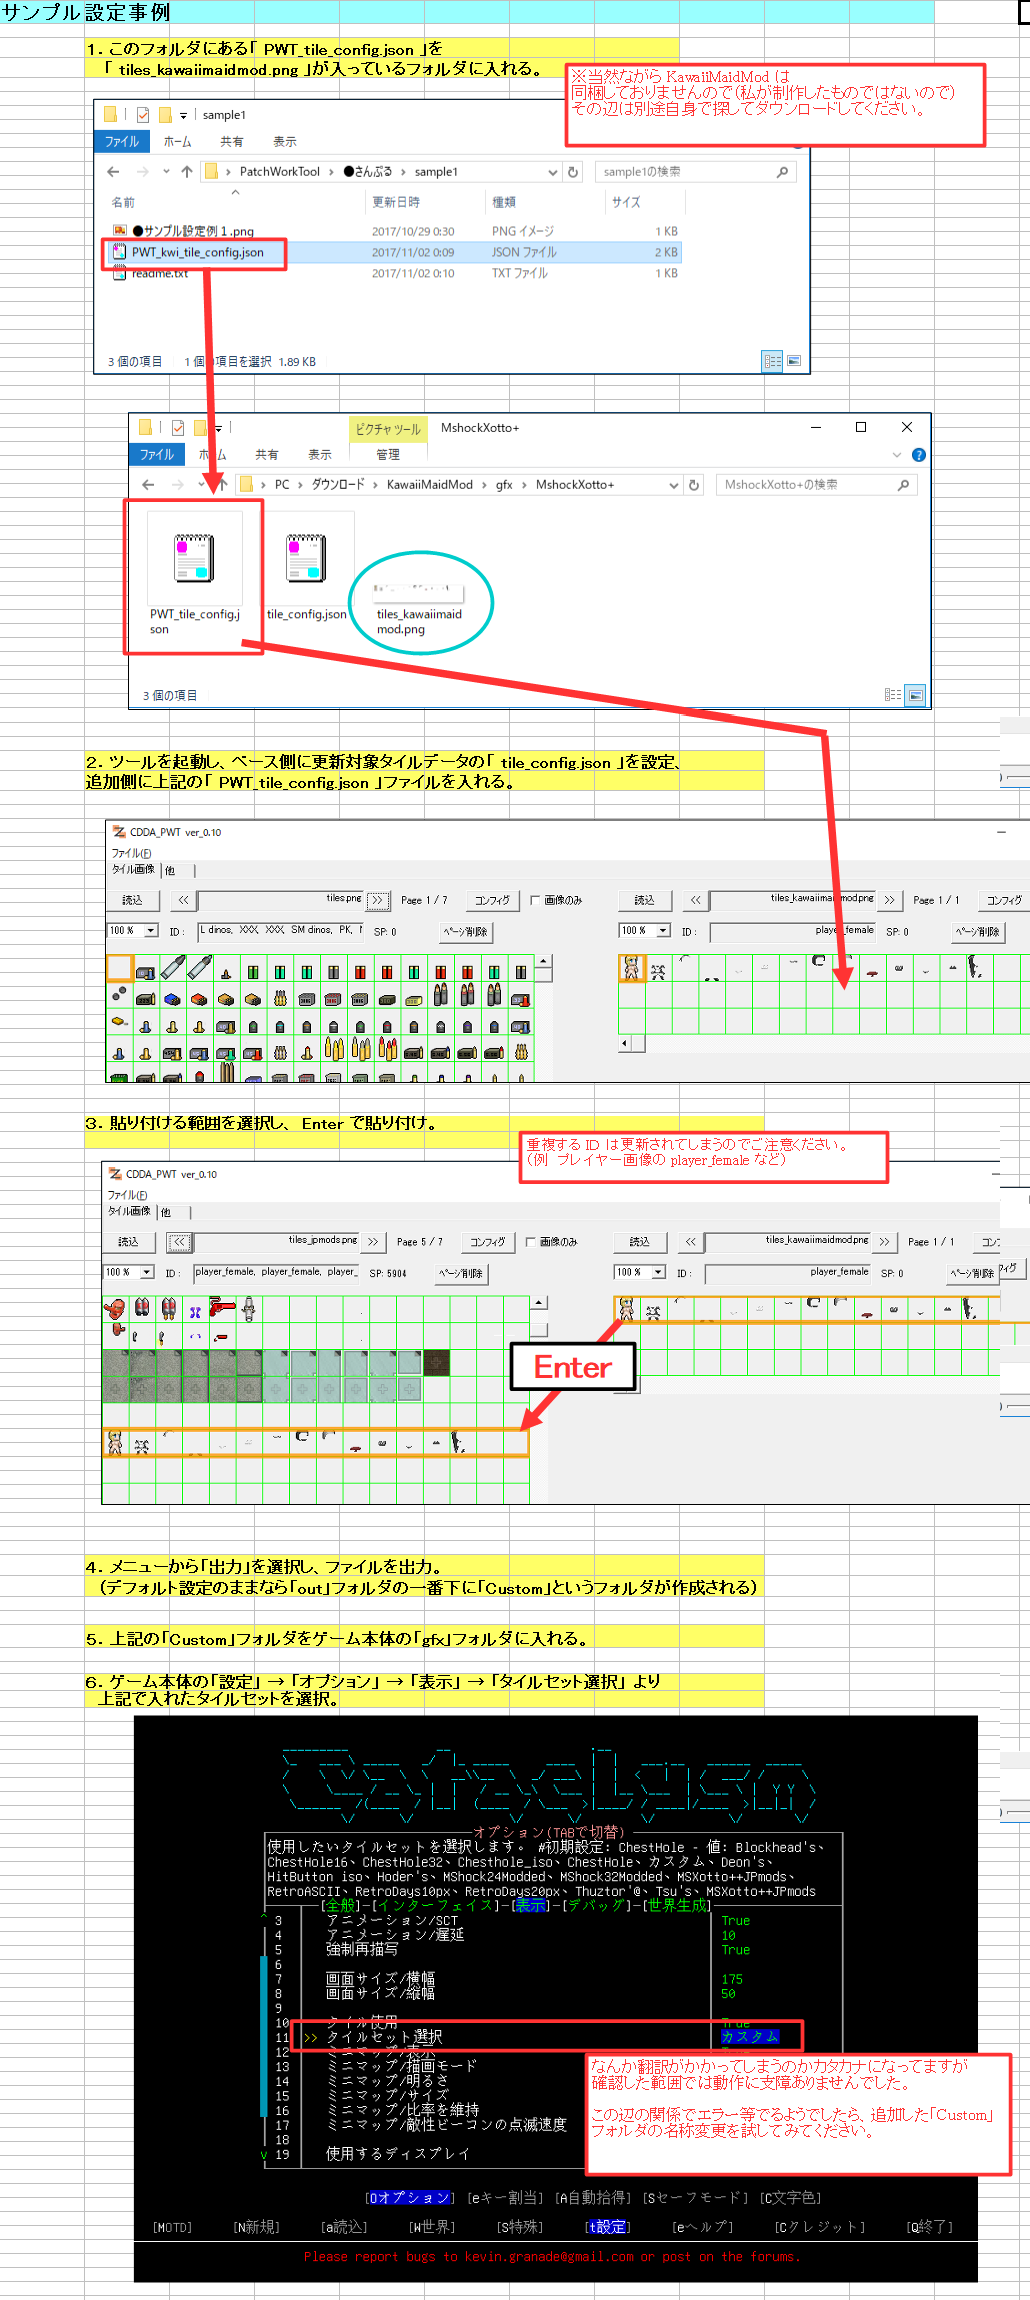 サンプル設定事例
１．このフォルダにある「 PWT_tile_config.json 」を
「 tiles_kawaiimaidmod.png 」が入っているフォルダに入れる。
※当然ながら KawaiiMaidMod は
同梱しておりませんので（私が制作したものではないので）
その辺は別途自身で探してダウンロードしてください。
sample1
ファイル ホーム 共有 表示
PatchWorkTool › ●さんぷる › sample1
sample1の検索
名前 更新日時 種類 サイズ
●サンプル設定例１.png 2017/10/29 0:30 PNG イメージ 1 KB
PWT_kwi_tile_config.json 2017/11/02 0:09 JSON ファイル 2 KB
readme.txt 2017/11/02 0:10 TXT ファイル 1 KB
3 個の項目 1 個の項目を選択 1.89 KB
ピクチャ ツール MshockXotto+
ファイル ホーム 共有 表示 管理
PC › ダウンロード › KawaiiMaidMod › gfx › MshockXotto+
MshockXotto+の検索
PWT_tile_config.json
tile_config.json
tiles_kawaiimaidmod.png
3 個の項目
２．ツールを起動し、ベース側に更新対象タイルデータの「 tile_config.json 」を設定、
追加側に上記の「 PWT_tile_config.json 」ファイルを入れる。
CDDA_PWT ver_0.10
ファイル(F)
タイル画像 他
読込 << tiles.png >> Page 1 / 7 コンフィグ 画像のみ
読込 << tiles_kawaiimaidmod.png >> Page 1 / 1 コンフィグ
100 % ID : L dinos, XXX, XXX, SM dinos, PK, SP: 0 ページ削除
100 % ID : player_female SP: 0 ページ削除
３．貼り付ける範囲を選択し、 Enter で貼り付け。
重複する ID は更新されてしまうのでご注意ください。
（例 プレイヤー画像の player_female など）
CDDA_PWT ver_0.10
ファイル(F)
タイル画像 他
読込 << tiles_jpmods.png >> Page 5 / 7 コンフィグ 画像のみ
読込 << tiles_kawaiimaidmod.png >> Page 1 / 1 コンフ
100 % ID : player_female, player_female, player_ SP: 5904 ページ削除
100 % ID : player_female SP: 0 ページ削除
ィグ
Enter
４．メニューから「出力」を選択し、ファイルを出力。
（デフォルト設定のままなら「out」フォルダの一番下に「Custom」というフォルダが作成される）
５．上記の「Custom」フォルダをゲーム本体の「gfx」フォルダに入れる。
６．ゲーム本体の「設定」 → 「オプション」 → 「表示」 → 「タイルセット選択」 より
上記で入れたタイルセットを選択。
Cataclysm
オプション(TABで切替)
使用したいタイルセットを選択します。 #初期設定: ChestHole - 値: Blockhead's、
ChestHole16、ChestHole32、Chesthole_iso、ChestHole、カスタム、Deon's、
HitButton iso、Hoder's、MShock24Modded、MShock32Modded、MSXotto++JPmods、
RetroASCII、RetroDays10px、RetroDays20px、Thuztor'@、Tsu's、MSXotto++JPmods
[全般]-[インターフェイス]-[表示]-[デバッグ]-[世界生成]
^ 3 アニメーション/SCT True
4 アニメーション/遅延 10
5 強制再描写 True
6
7 画面サイズ/横幅 175
8 画面サイズ/縦幅 50
9
10 タイル使用 True
11 >> タイルセット選択 カスタム
12 ミニマップ/表示
13 ミニマップ/描画モード
14 ミニマップ/明るさ
15 ミニマップ/サイズ
16 ミニマップ/比率を維持
17 ミニマップ/敵性ビーコンの点滅速度
18
v 19 使用するディスプレイ
なんか翻訳がかかってしまうのかカタカナになってますが
確認した範囲では動作に支障ありませんでした。
この辺の関係でエラー等でるようでしたら、追加した「Custom」
フォルダの名称変更を試してみてください。
[Oオプション] [eキー割当] [A自動拾得] [Sセーフモード] [C文字色]
[MOTD] [N新規] [a読込] [W世界] [S特殊] [t設定] [eヘルプ] [Cクレジット] [Q終了]
Please report bugs to kevin.granade@gmail.com or post on the forums.